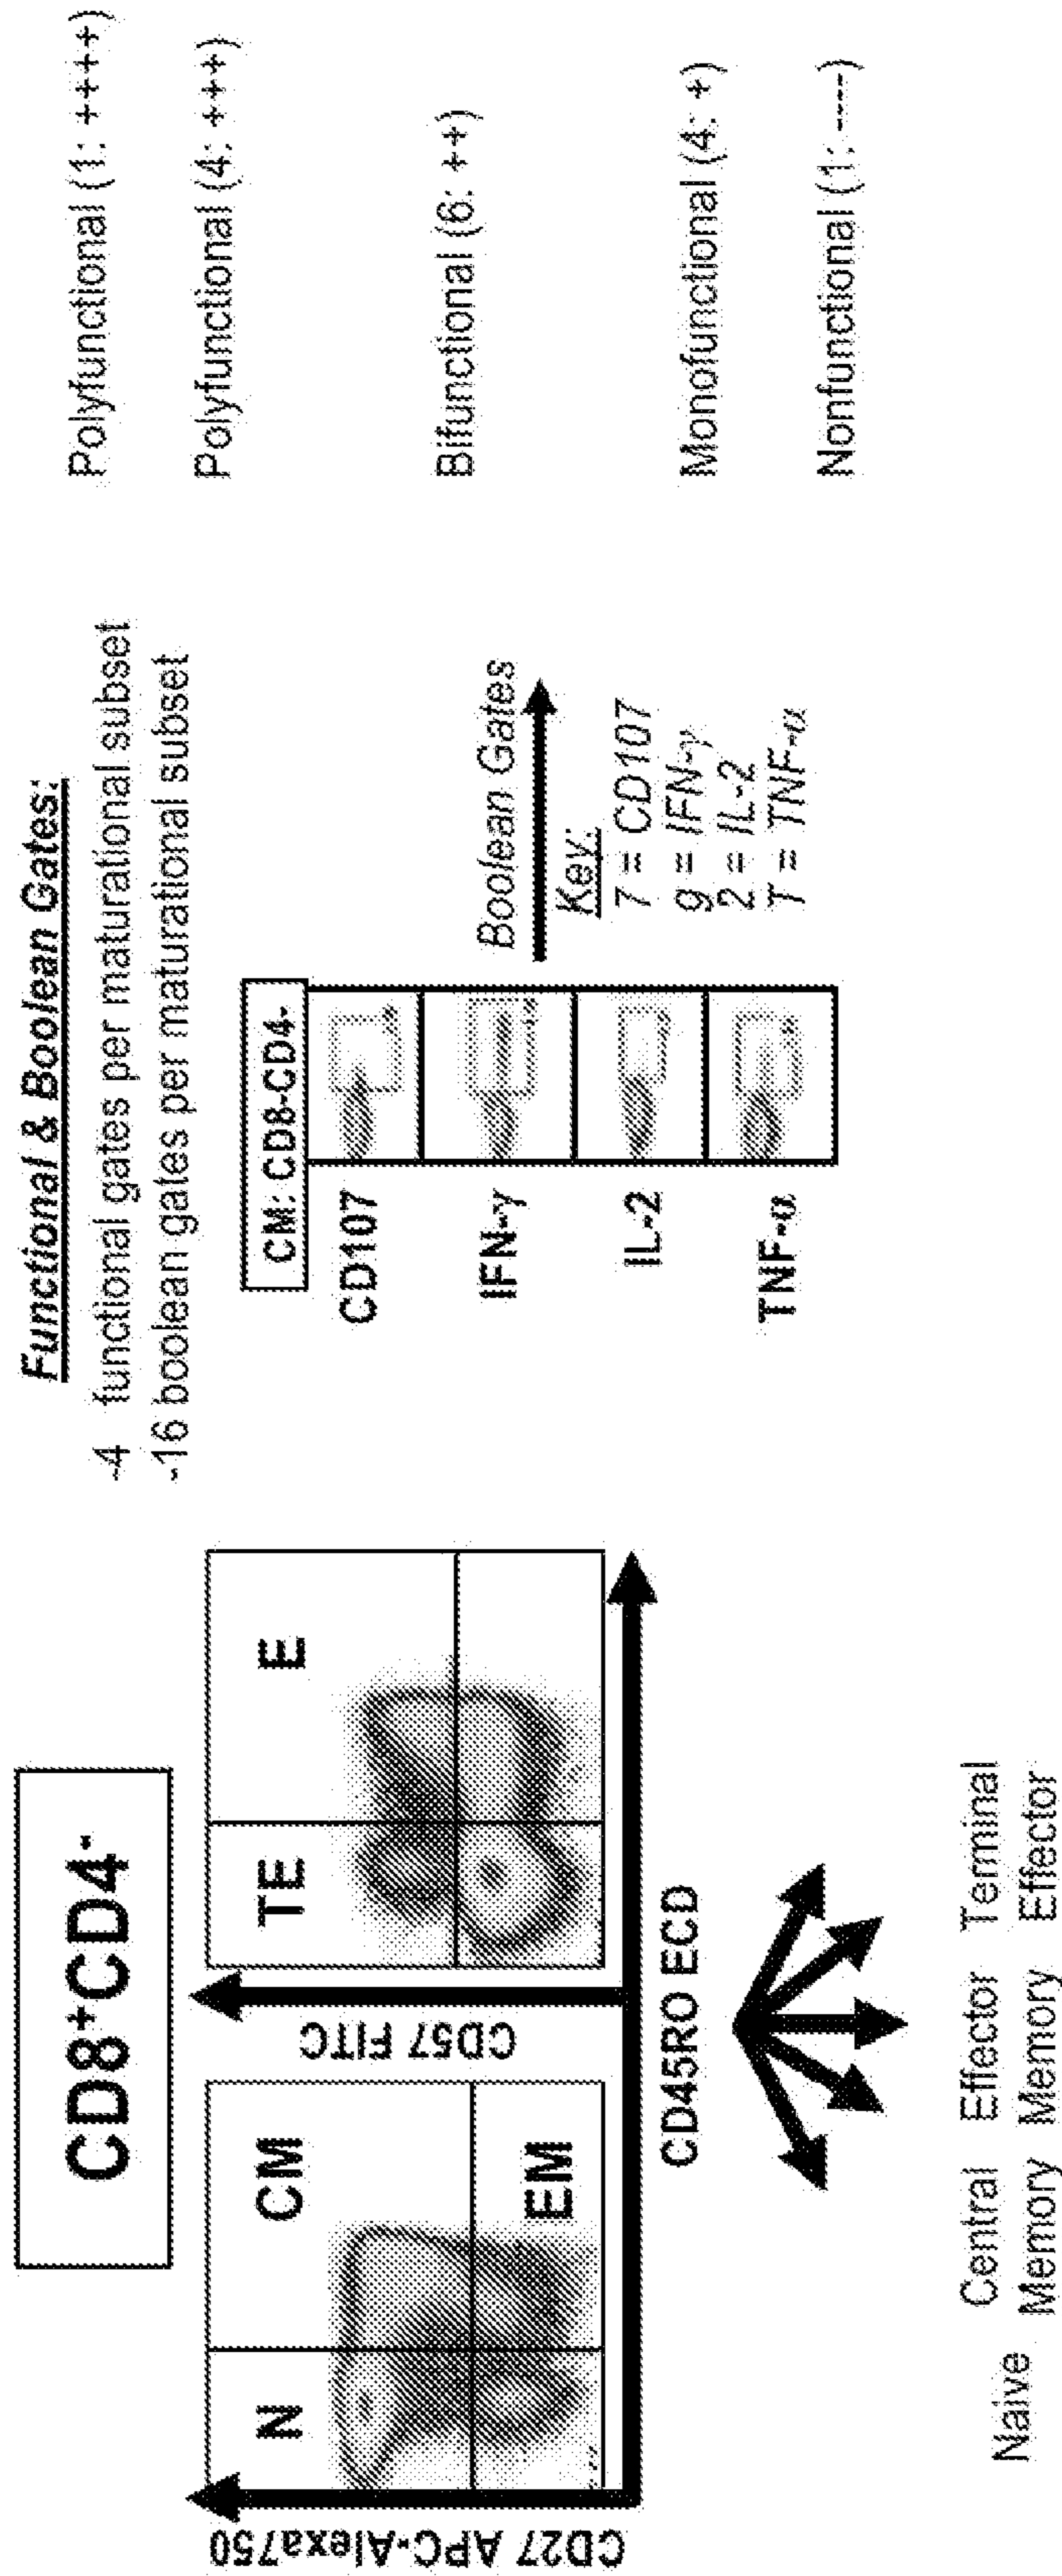 CD8+CD4-
CD27 APC-Alexa750
N
CM
EM
CD57 FITC
TE
E
CD45RO ECD
Naive
Central
Memory
Effector
Memory
Terminal
Effector
Functional & Boolean Gates:
-4 functional gates per maturational subset
-16 boolean gates per maturational subset
CM: CD8-CD4-
CD107
IFN-γ
IL-2
TNF-α
Boolean Gates
Key:
7 = CD107
g = IFN-γ
2 = IL-2
T = TNF-α
Polyfunctional (1: ++++)
Polyfunctional (4: +++)
Bifunctional (6: ++)
Monofunctional (4: +)
Nonfunctional (1: ----)